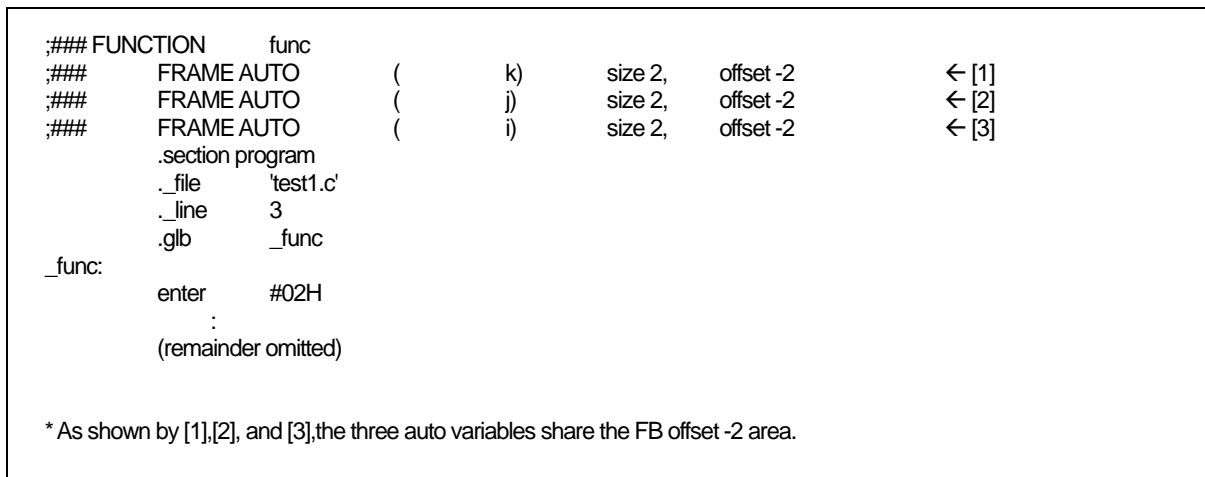 ;### FUNCTION func
;### FRAME AUTO ( k) size 2, offset -2 ← [1]
;### FRAME AUTO ( j) size 2, offset -2 ← [2]
;### FRAME AUTO ( i) size 2, offset -2 ← [3]
.section program
._file 'test1.c'
._line 3
.glb _func
_func:
enter #02H
:
(remainder omitted)
* As shown by [1],[2], and [3],the three auto variables share the FB offset -2 area.